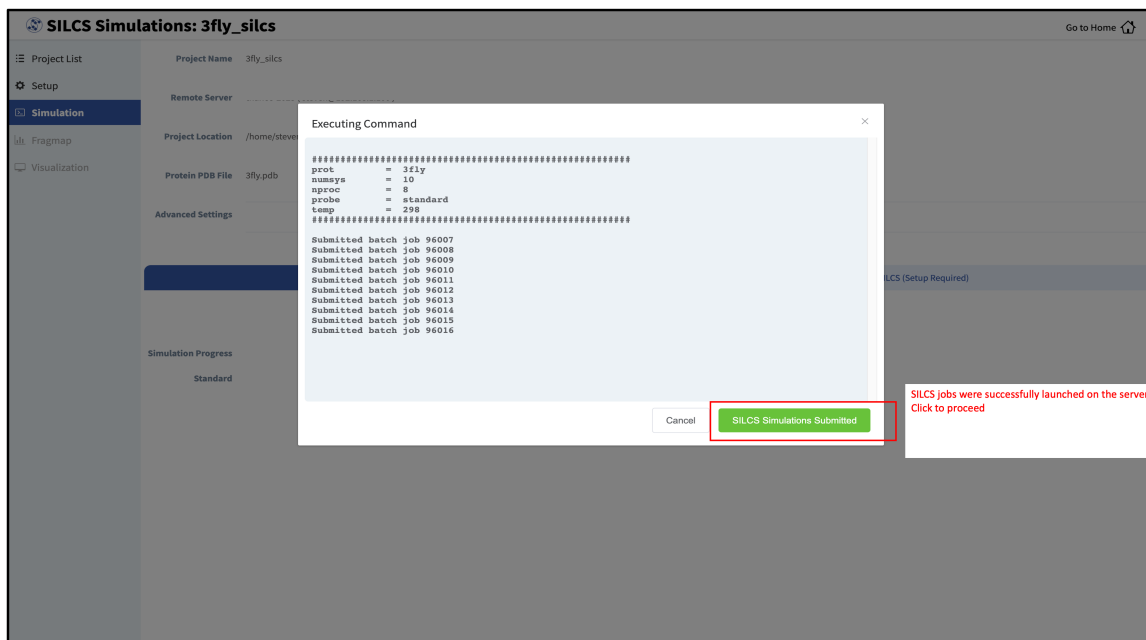 SILCS Simulations: 3fly_silcs
Go to Home
Project List
Setup
Simulation
Fragmap
Visualization
Project Name 3fly_silcs
Remote Server
Project Location /home/steve
Protein PDB File 3fly.pdb
Advanced Settings
Executing Command
########################################################
prot = 3fly
numsys = 10
nproc = 8
probe = standard
temp = 298
########################################################
Submitted batch job 96007
Submitted batch job 96008
Submitted batch job 96009
Submitted batch job 96010
Submitted batch job 96011
Submitted batch job 96012
Submitted batch job 96013
Submitted batch job 96014
Submitted batch job 96015
Submitted batch job 96016
Cancel
SILCS Simulations Submitted
LCS (Setup Required)
Simulation Progress
Standard
SILCS jobs were successfully launched on the server
Click to proceed